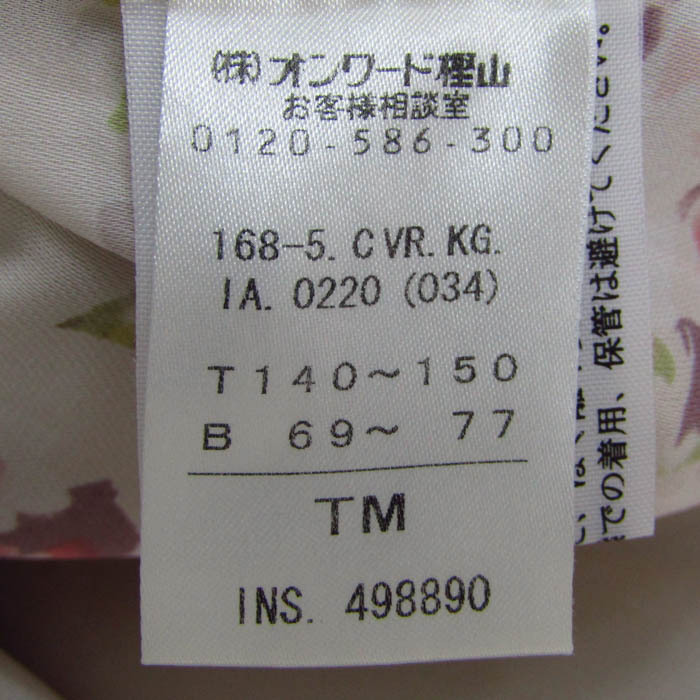 (株)オンワード樫山
お客様相談室
0120-586-300
168-5. CVR.KG.
IA. 0220 (034)
T140〜150
B 69〜 77
TM
INS. 498890
保管は避けてください。
での着用、